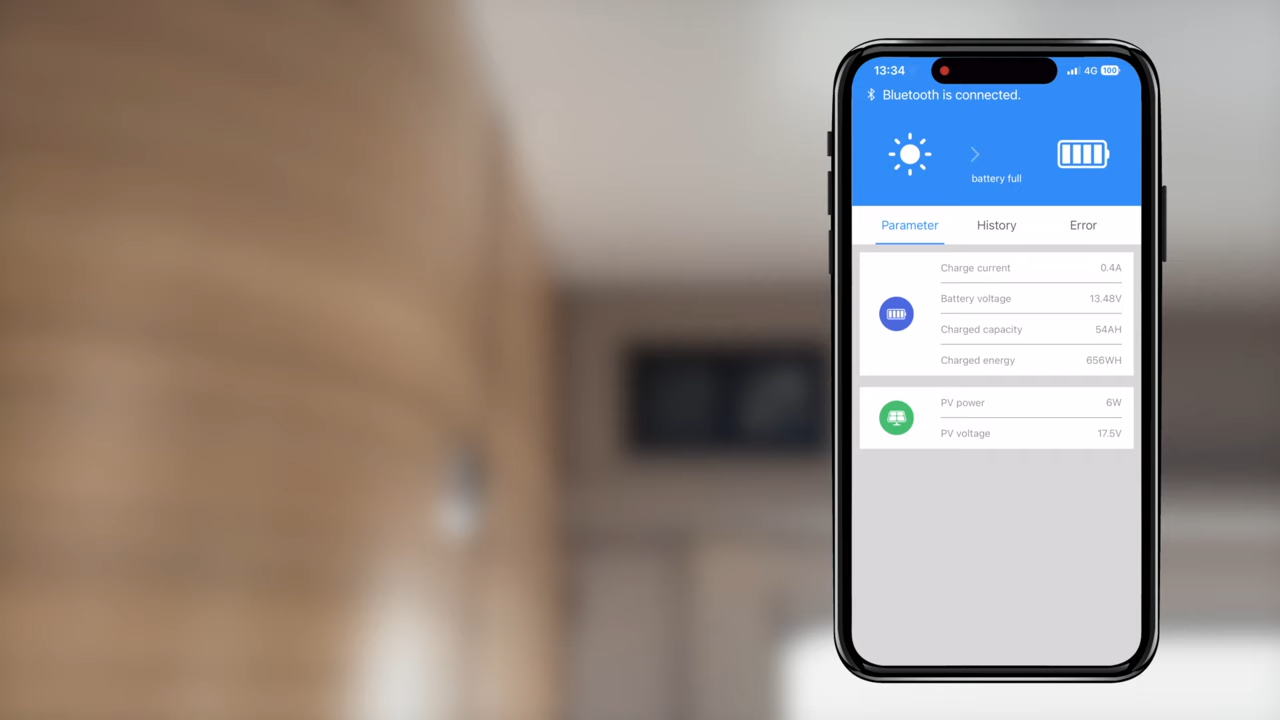 13:34
4G 100
Bluetooth is connected.
battery full
Parameter History Error
Charge current 0.4A
Battery voltage 13.48V
Charged capacity 54AH
Charged energy 656WH
PV power 6W
PV voltage 17.5V